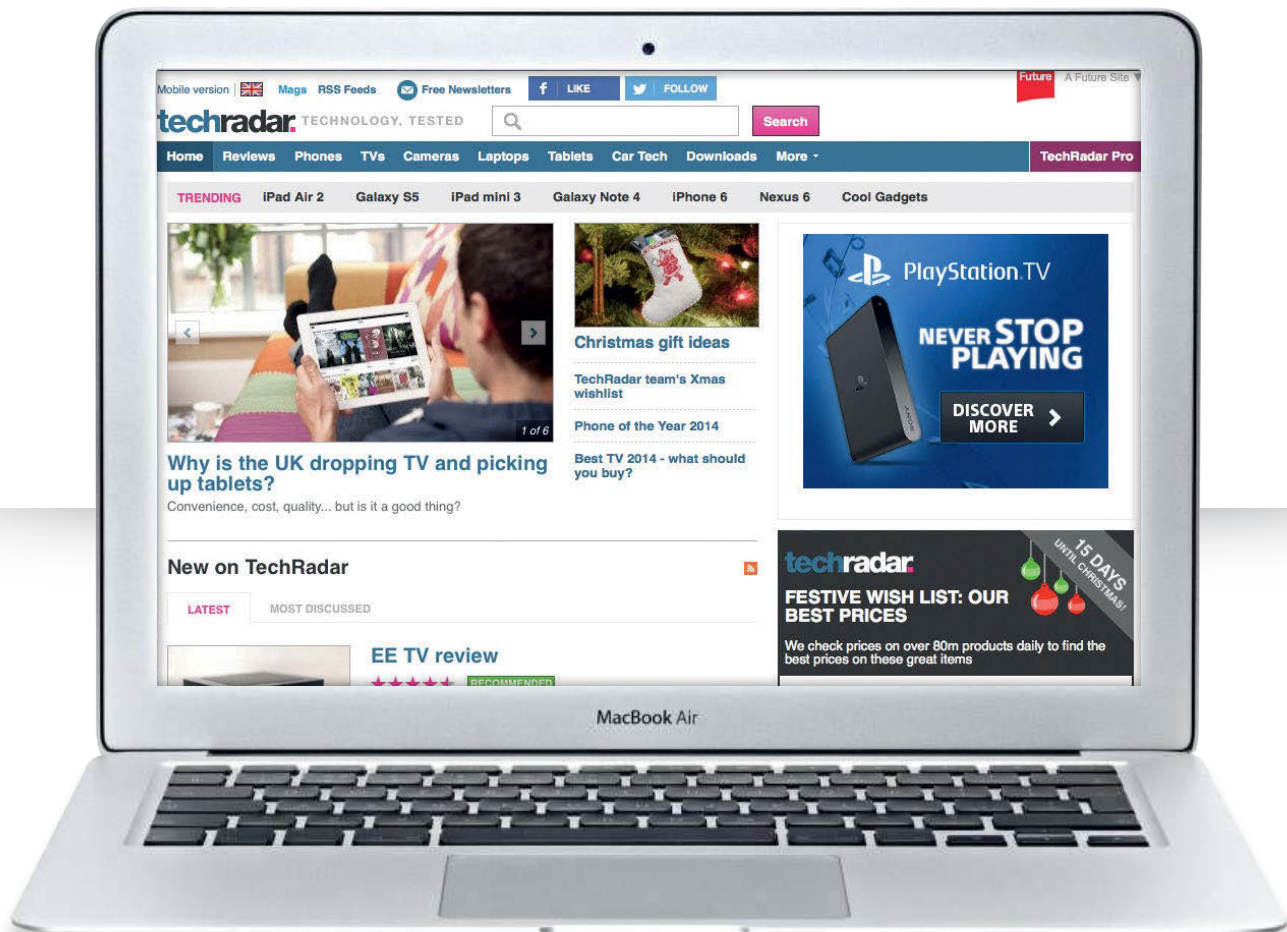 Mobile version | Mags RSS Feeds Free Newsletters f LIKE FOLLOW Future A Future Site
techradar. TECHNOLOGY, TESTED Search
Home Reviews Phones TVs Cameras Laptops Tablets Car Tech Downloads More TechRadar Pro
TRENDING iPad Air 2 Galaxy S5 iPad mini 3 Galaxy Note 4 iPhone 6 Nexus 6 Cool Gadgets
1 of 6
Why is the UK dropping TV and picking
up tablets?
Convenience, cost, quality... but is it a good thing?
Christmas gift ideas
TechRadar team's Xmas
wishlist
Phone of the Year 2014
Best TV 2014 - what should
you buy?
PlayStation.TV
NEVER STOP
PLAYING
SONY
DISCOVER
MORE
New on TechRadar
LATEST MOST DISCUSSED
EE TV review
RECOMMENDED
techradar.
15 DAYS
UNTIL CHRISTMAS!
FESTIVE WISH LIST: OUR
BEST PRICES
We check prices on over 80m products daily to find the
best prices on these great items
MacBook Air